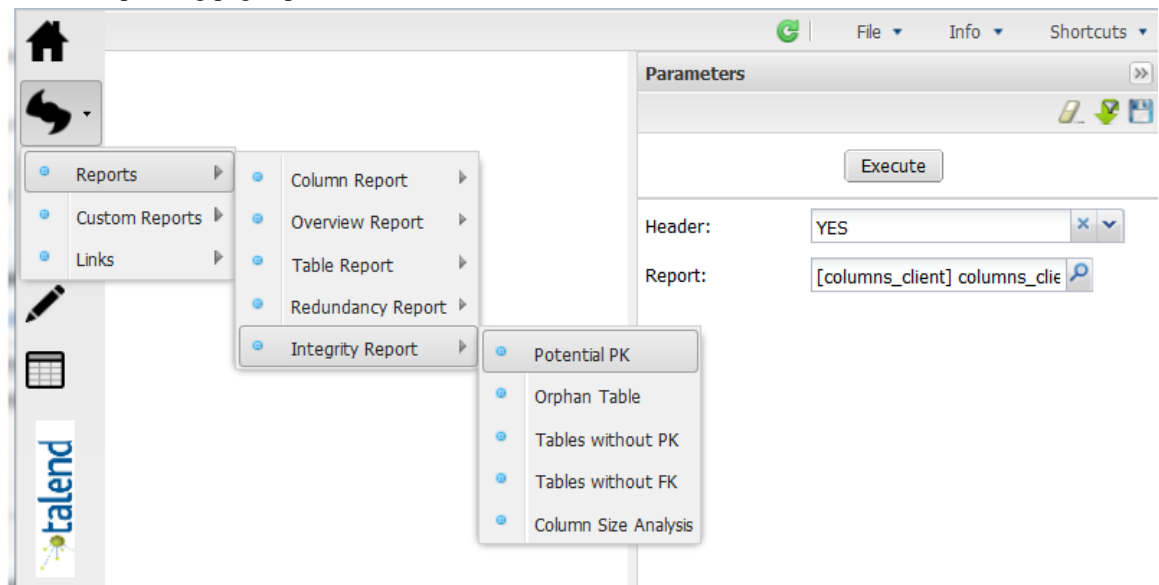 File Info Shortcuts
Parameters
Execute
Reports
Custom Reports
Links
Column Report
Overview Report
Table Report
Redundancy Report
Integrity Report
Potential PK
Orphan Table
Tables without PK
Tables without FK
Column Size Analysis
Header: YES
Report: [columns_client] columns_clie
talend